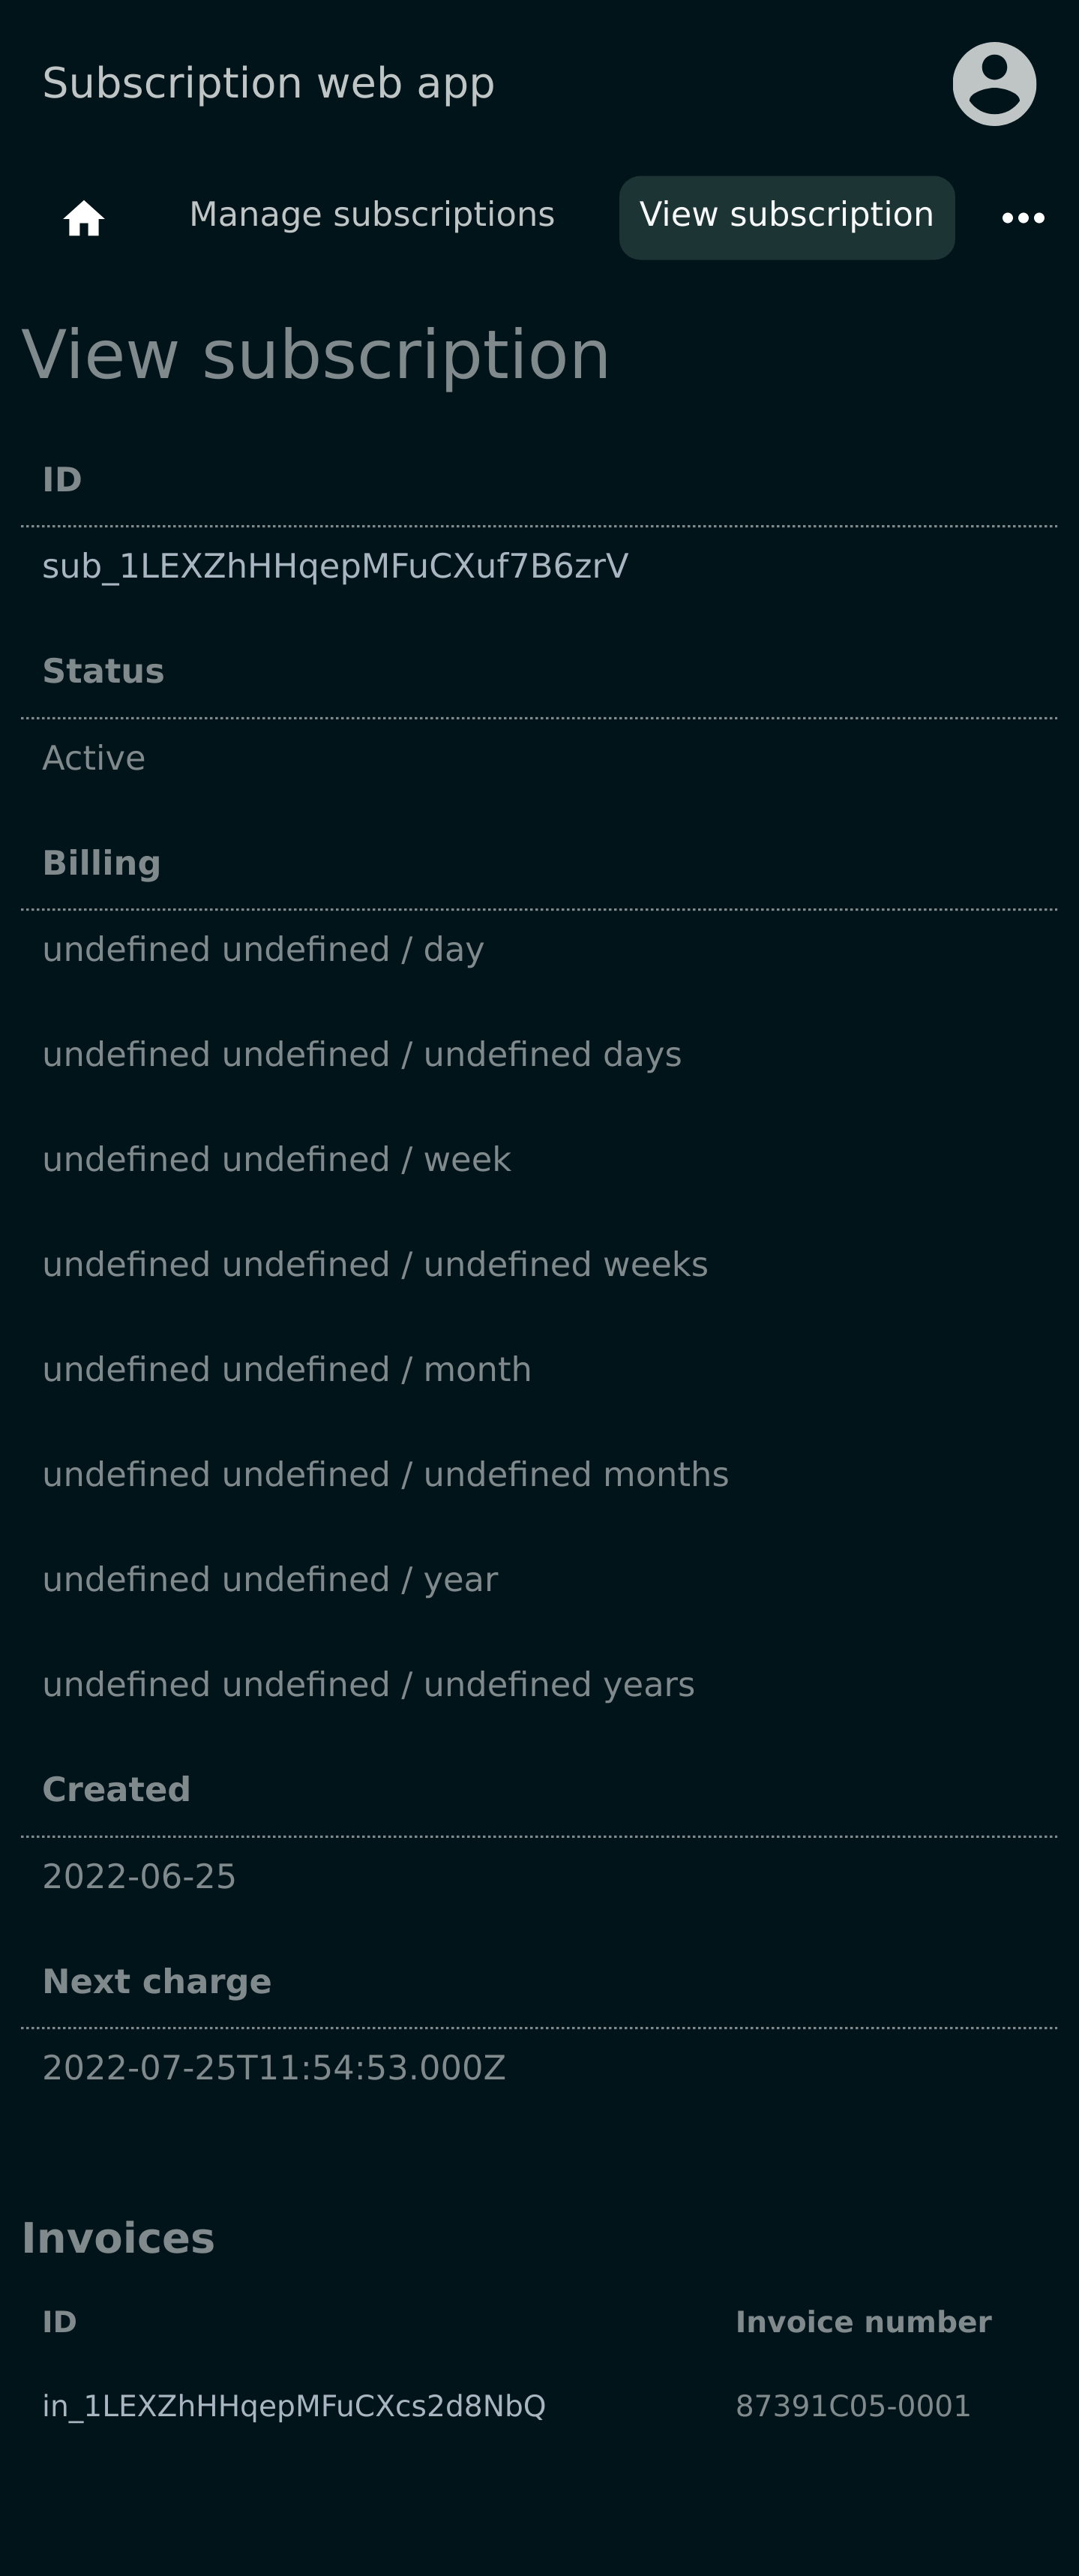 Subscription web app
Manage subscriptions
View subscription
View subscription
ID
sub_1LEXZhHHqepMFuCXuf7B6zrV
Status
Active
Billing
undefined undefined / day
undefined undefined / undefined days
undefined undefined / week
undefined undefined / undefined weeks
undefined undefined / month
undefined undefined / undefined months
undefined undefined / year
undefined undefined / undefined years
Created
2022-06-25
Next charge
2022-07-25T11:54:53.000Z
Invoices
ID Invoice number
in_1LEXZhHHqepMFuCXcs2d8NbQ 87391C05-0001